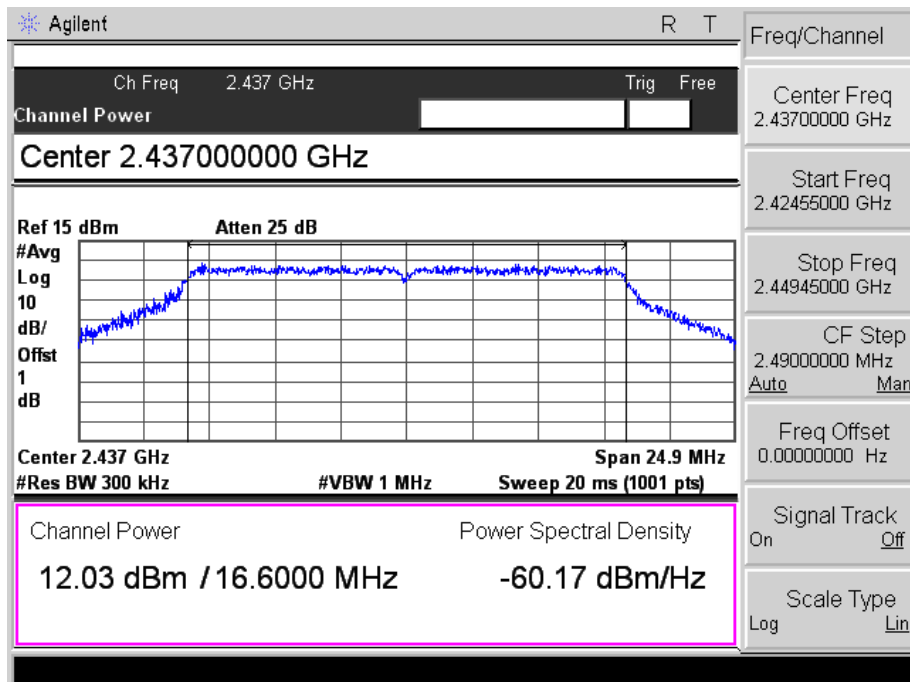 Agilent R T
Ch Freq 2.437 GHz Trig Free
Channel Power
Center 2.437000000 GHz
Ref 15 dBm Atten 25 dB
#Avg
Log
10
dB/
Offst
1
dB
Center 2.437 GHz Span 24.9 MHz
#Res BW 300 kHz #VBW 1 MHz Sweep 20 ms (1001 pts)
Channel Power Power Spectral Density
12.03 dBm / 16.6000 MHz -60.17 dBm/Hz
Freq/Channel
Center Freq
2.43700000 GHz
Start Freq
2.42455000 GHz
Stop Freq
2.44945000 GHz
CF Step
2.49000000 MHz
Auto Man
Freq Offset
0.00000000 Hz
Signal Track
On Off
Scale Type
Log Lin